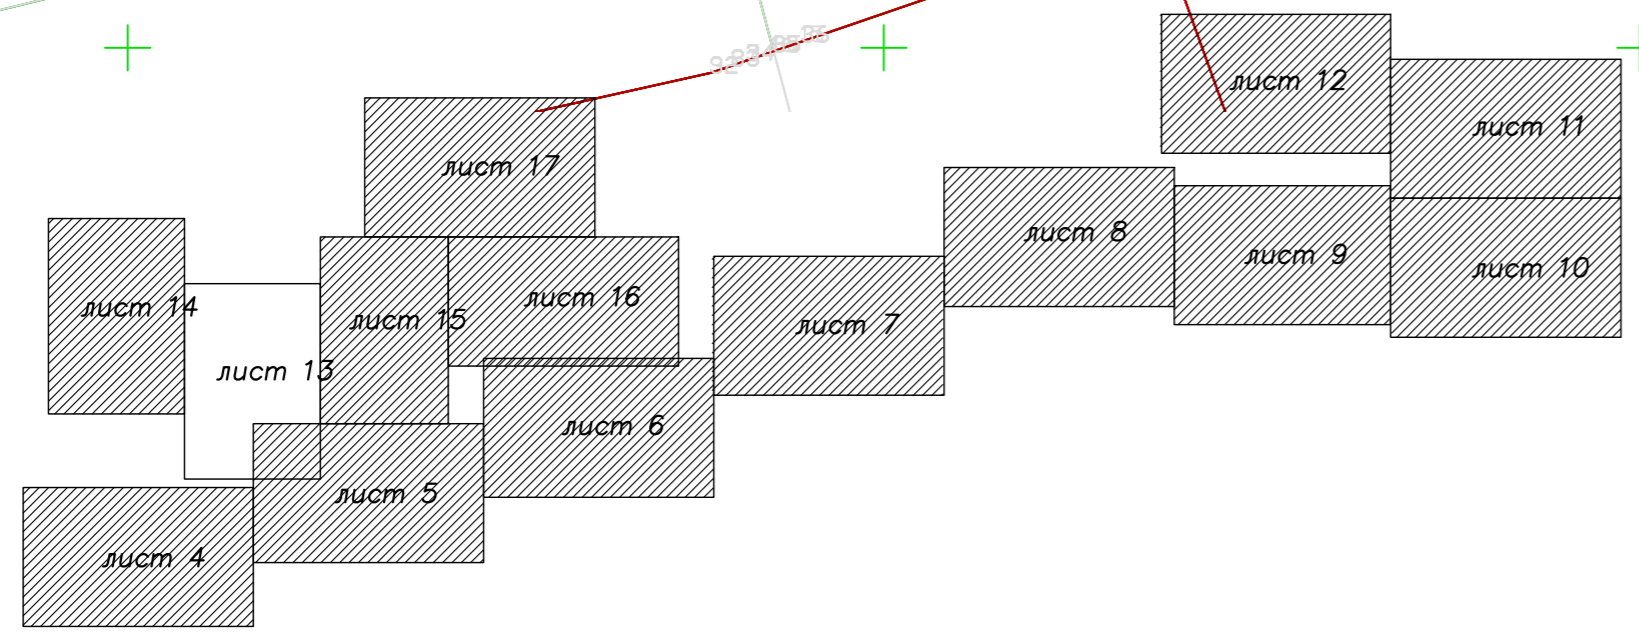 лист 12
лист 11
лист 17
лист 8
лист 9
лист 10
лист 14
лист 16
лист 15
лист 7
лист 13
лист 6
лист 5
лист 4